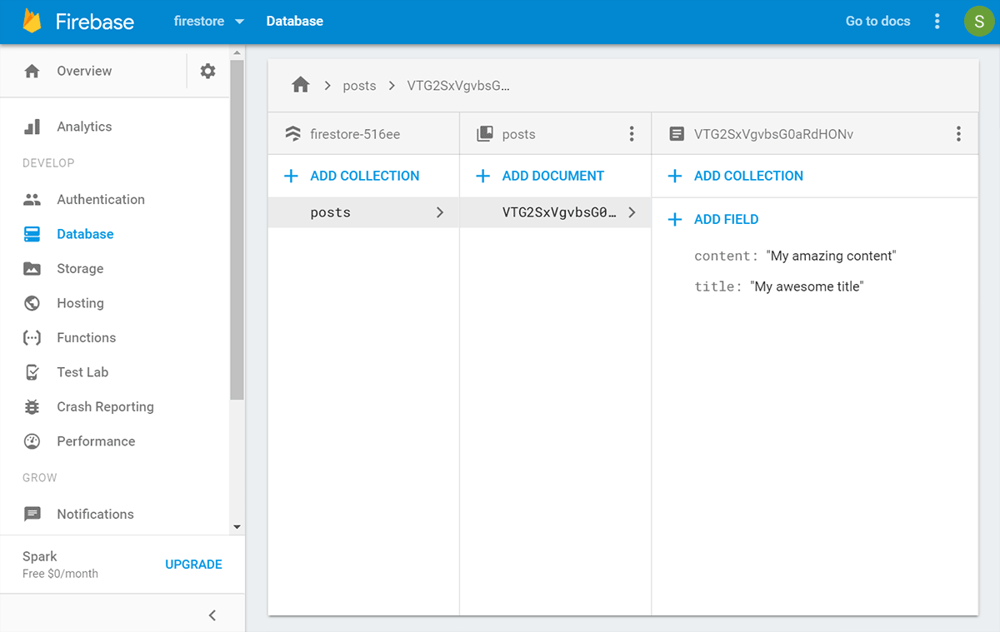 Firebase
firestore
Database
Go to docs
S
Overview
Analytics
DEVELOP
Authentication
Database
Storage
Hosting
Functions
Test Lab
Crash Reporting
Performance
GROW
Notifications
Spark
Free $0/month
UPGRADE
posts
VTG2SxVgvbsG...
firestore-516ee
ADD COLLECTION
posts
posts
ADD DOCUMENT
VTG2SxVgvbsG0...
VTG2SxVgvbsG0aRdHONv
ADD COLLECTION
ADD FIELD
content: "My amazing content"
title: "My awesome title"